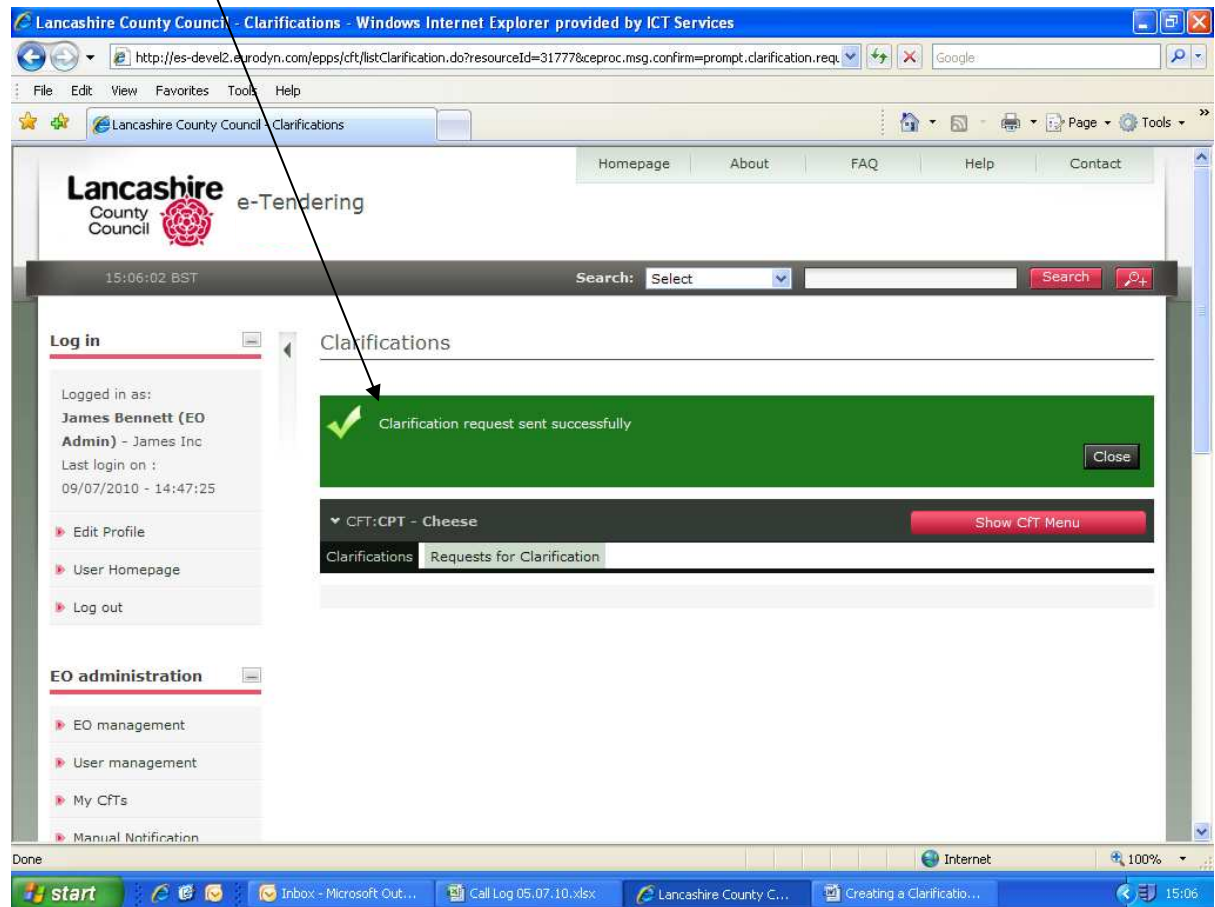 Lancashire County Council - Clarifications - Windows Internet Explorer provided by ICT Services
http://es-devel2.eurodyn.com/epps/cft/listClarification.do?resourceId=31777&ceproc.msg.confirm=prompt.clarification.requ
Google
File Edit View Favorites Tools Help
Lancashire County Council - Clarifications
Page Tools
Homepage About FAQ Help Contact
Lancashire
County
Council
e-Tendering
15:06:02 BST
Search: Select Search
Log in
Clarifications
Logged in as:
James Bennett (EO
Admin) - James Inc
Last login on :
09/07/2010 - 14:47:25
Clarification request sent successfully
Close
CFT:CPT - Cheese
Show CfT Menu
Clarifications Requests for Clarification
Edit Profile
User Homepage
Log out
EO administration
EO management
User management
My CfTs
Manual Notification
Done
Internet
100%
start
Inbox - Microsoft Out...
Call Log 05.07.10.xlsx
Lancashire County C...
Creating a Clarificatio...
15:06